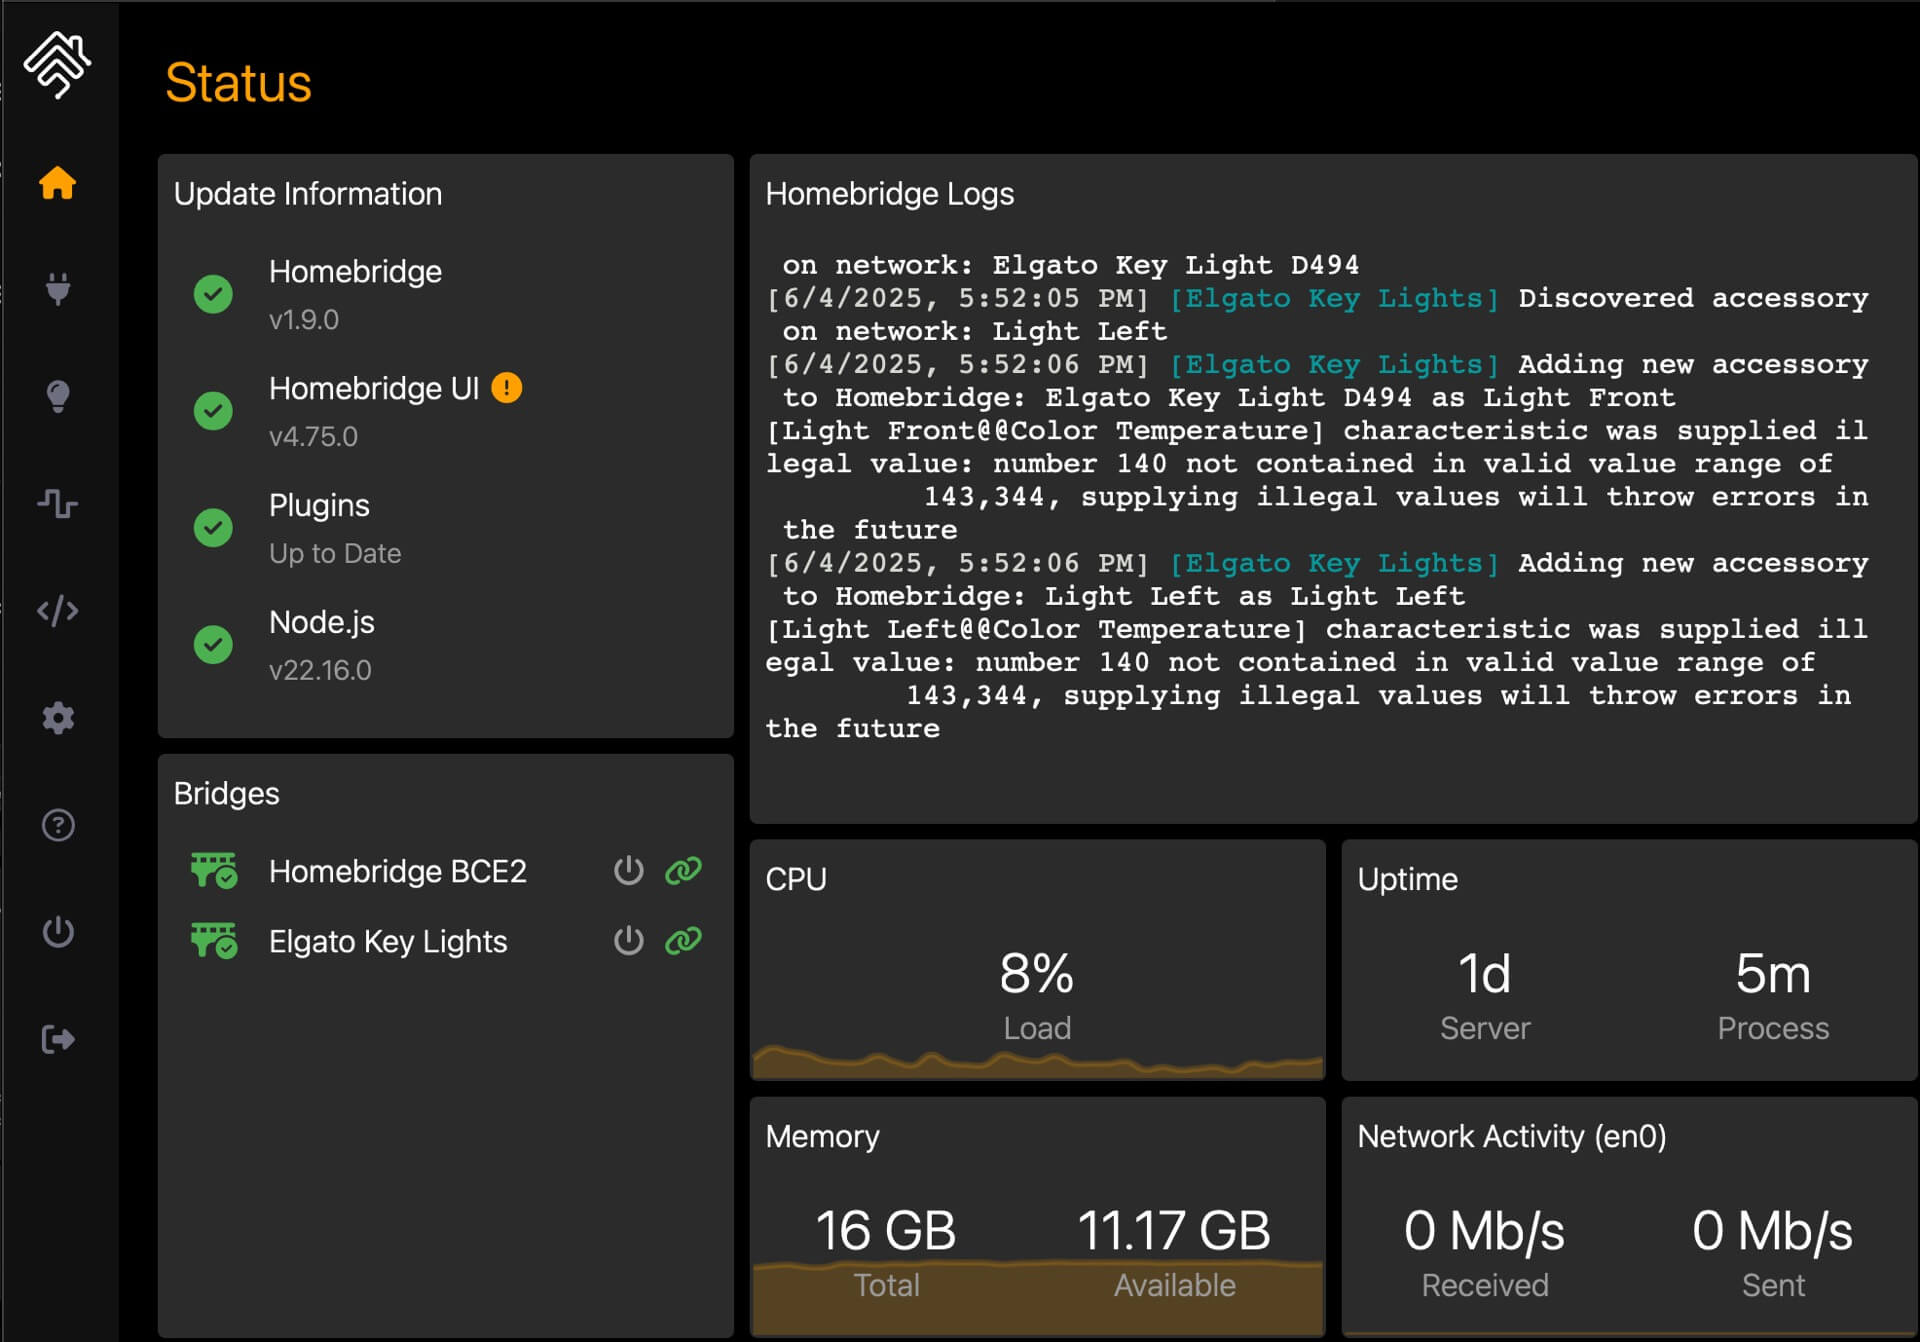 Status
Update Information
Homebridge
v1.9.0
Homebridge UI
v4.75.0
Plugins
Up to Date
Node.js
v22.16.0
Bridges
Homebridge BCE2
Elgato Key Lights
Homebridge Logs
on network: Elgato Key Light D494
[6/4/2025, 5:52:05 PM] [Elgato Key Lights] Discovered accessory
on network: Light Left
[6/4/2025, 5:52:06 PM] [Elgato Key Lights] Adding new accessory
to Homebridge: Elgato Key Light D494 as Light Front
[Light Front@@Color Temperature] characteristic was supplied il
legal value: number 140 not contained in valid value range of
143,344, supplying illegal values will throw errors in
the future
[6/4/2025, 5:52:06 PM] [Elgato Key Lights] Adding new accessory
to Homebridge: Light Left as Light Left
[Light Left@@Color Temperature] characteristic was supplied ill
egal value: number 140 not contained in valid value range of
143,344, supplying illegal values will throw errors in
the future
CPU
8%
Load
Uptime
1d
Server
5m
Process
Memory
16 GB
Total
11.17 GB
Available
Network Activity (en0)
0 Mb/s
Received
0 Mb/s
Sent